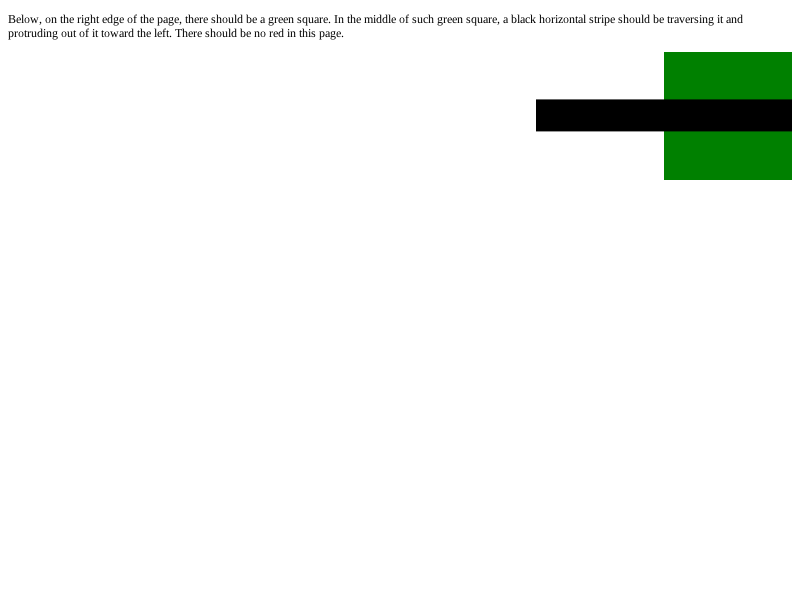 Below, on the right edge of the page, there should be a green square. In the middle of such green square, a black horizontal stripe should be traversing it and
protruding out of it toward the left. There should be no red in this page.